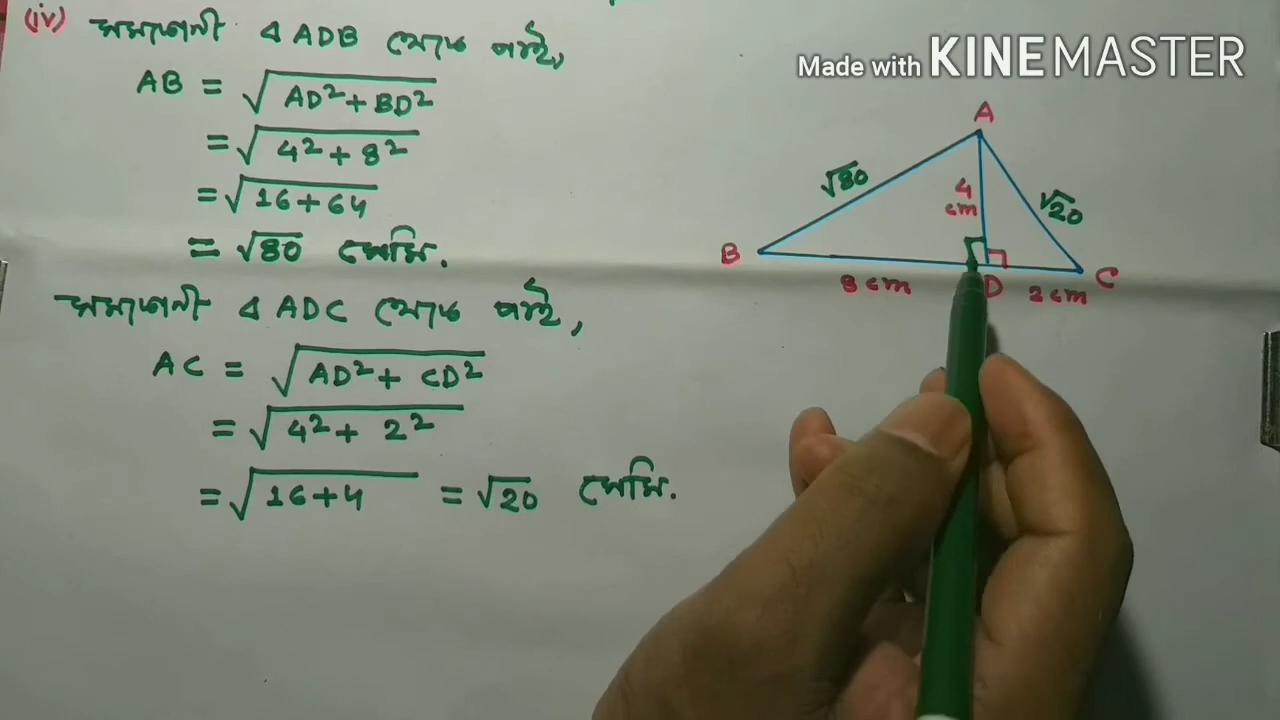 (iv) সমকোণী △ ADB থেকে পাই,
AB = √AD²+BD²
= √4²+8²
= √16+64
= √80 সেমি.
সমকোণী △ ADC থেকে পাই,
AC = √AD²+ CD²
= √4²+ 2²
= √16+4 = √20 সেমি.
Made with KINEMASTER
A
√80
4
cm
√20
B
C
8 cm
D
2 cm